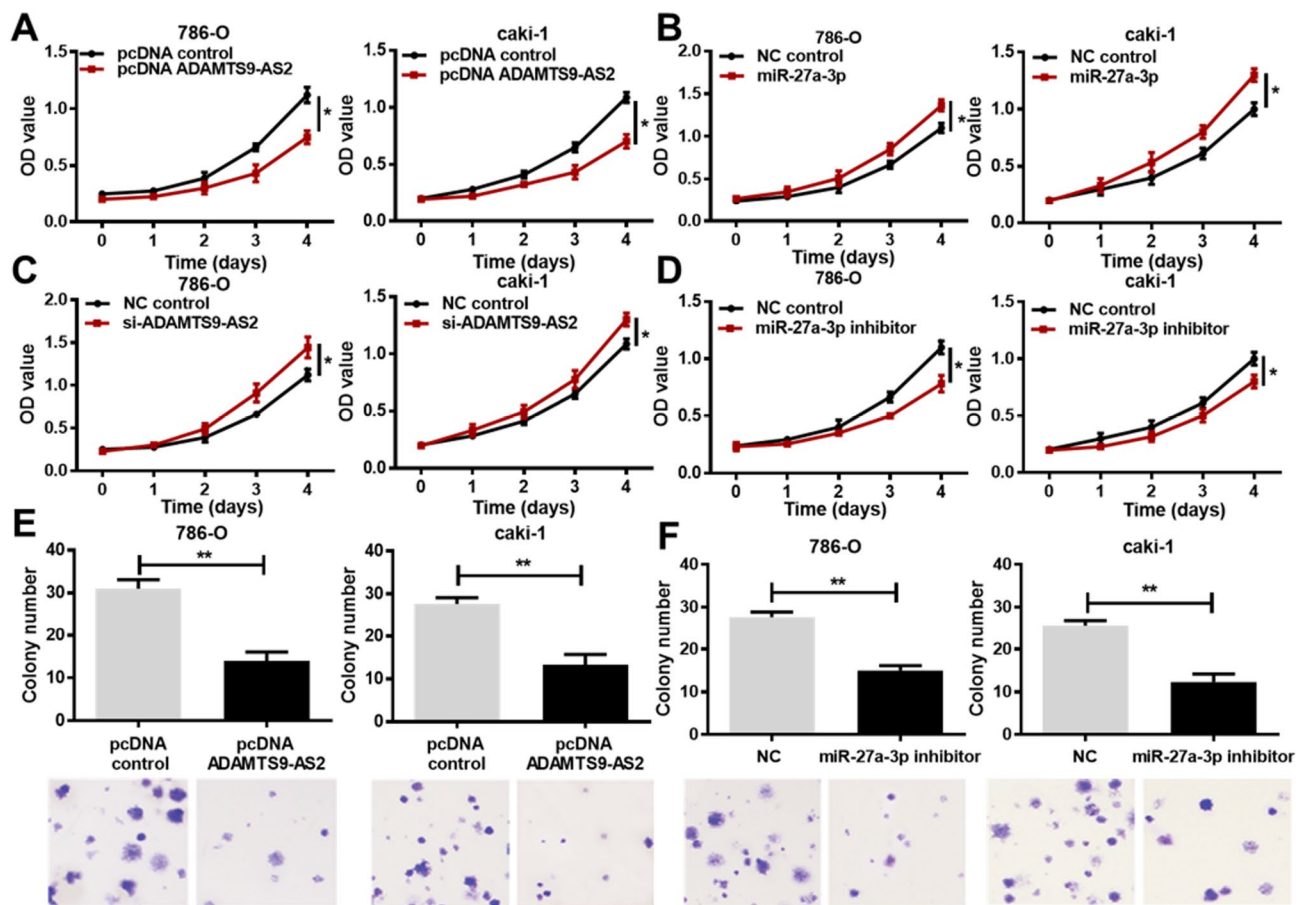 A
786-O
pcDNA control
pcDNA ADAMTS9-AS2
OD value
1.5
1.0
0.5
0.0
0 1 2 3 4
Time (days)
*
caki-1
pcDNA control
pcDNA ADAMTS9-AS2
OD value
1.5
1.0
0.5
0.0
0 1 2 3 4
Time (days)
*
B
786-O
NC control
miR-27a-3p
OD value
2.0
1.5
1.0
0.5
0.0
0 1 2 3 4
Time (days)
*
caki-1
NC control
miR-27a-3p
OD value
1.5
1.0
0.5
0.0
0 1 2 3 4
Time (days)
*
C
786-O
NC control
si-ADAMTS9-AS2
OD value
2.0
1.5
1.0
0.5
0.0
0 1 2 3 4
Time (days)
*
caki-1
NC control
si-ADAMTS9-AS2
OD value
1.5
1.0
0.5
0.0
0 1 2 3 4
Time (days)
*
D
786-O
NC control
miR-27a-3p inhibitor
OD value
1.5
1.0
0.5
0.0
0 1 2 3 4
Time (days)
*
caki-1
NC control
miR-27a-3p inhibitor
OD value
1.5
1.0
0.5
0.0
0 1 2 3 4
Time (days)
*
E
786-O
**
Colony number
40
30
20
10
0
pcDNA
control
pcDNA
ADAMTS9-AS2
caki-1
**
Colony number
40
30
20
10
0
pcDNA
control
pcDNA
ADAMTS9-AS2
F
786-O
**
Colony number
40
30
20
10
0
NC
miR-27a-3p inhibitor
caki-1
**
Colony number
40
30
20
10
0
NC
miR-27a-3p inhibitor